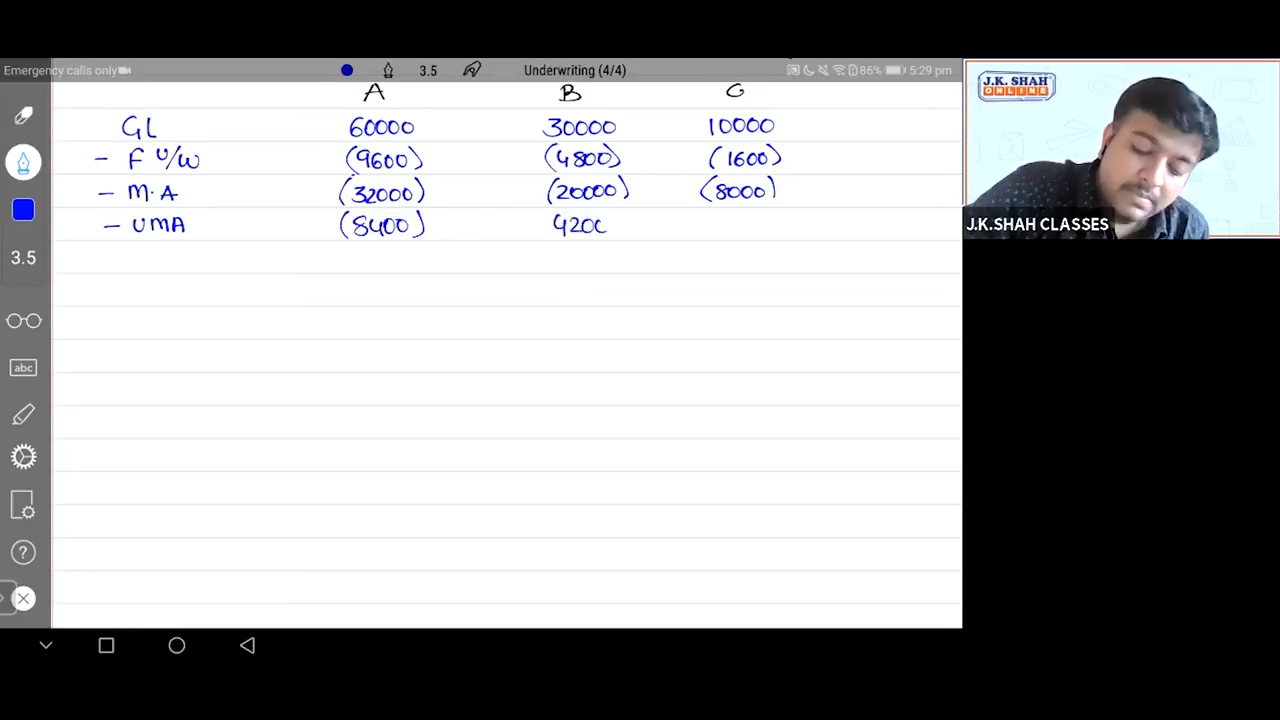 Emergency calls only 3.5 Underwriting (4/4) 86% 5:29 pm
J.K. SHAH
ONLINE
A B C
GL 60000 30000 10000
- F U/W (9600) (4800) (1600)
- M.A (32000) (20000) (8000)
- UMA (8400) 4200
J.K.SHAH CLASSES
3.5
abc